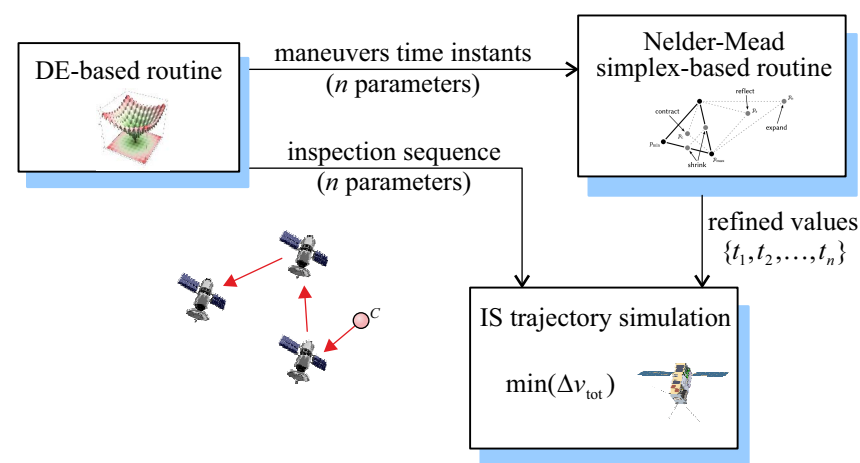 DE-based routine
maneuvers time instants
(n parameters)
Nelder-Mead
simplex-based routine
reflect
contract
expand
shrink
inspection sequence
(n parameters)
refined values
{t₁,t₂,…,tₙ}
C
IS trajectory simulation
min(Δv_tot)